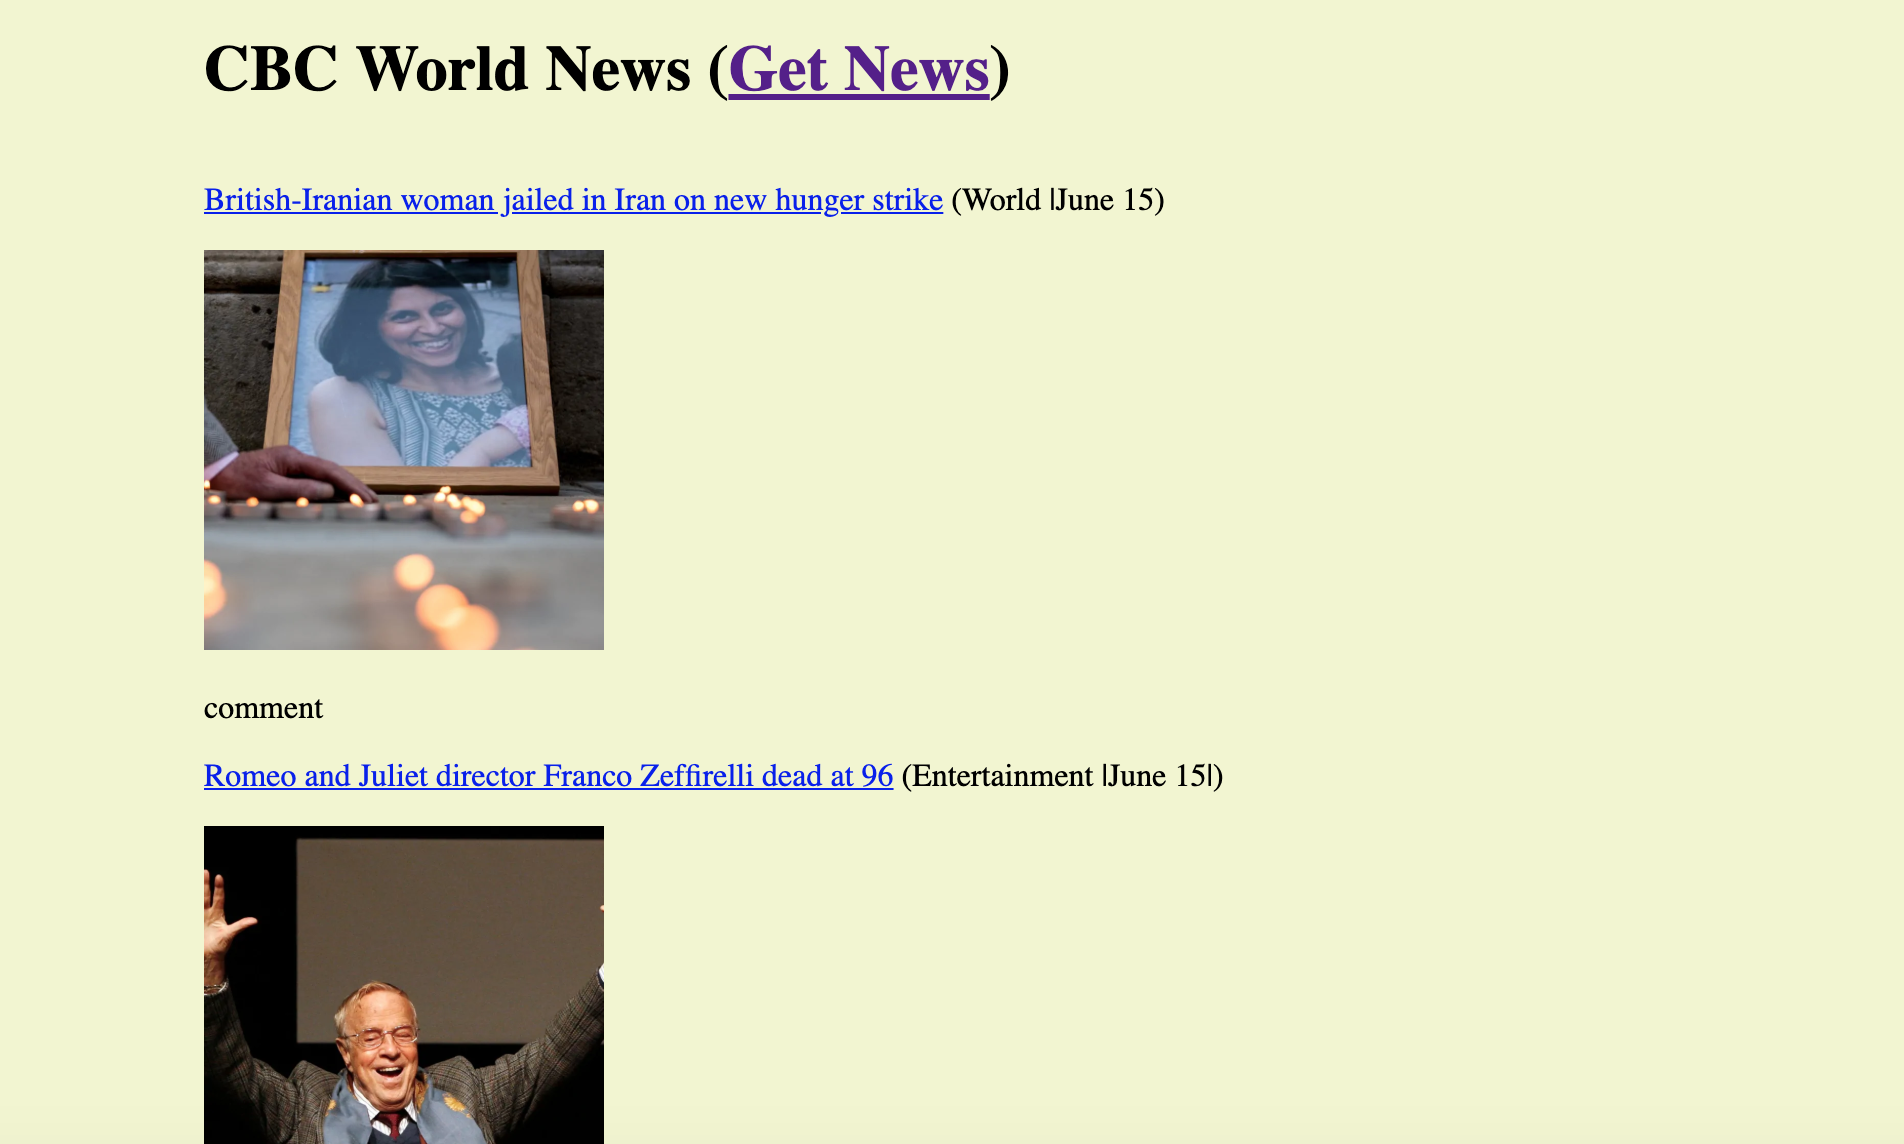 CBC World News (Get News)
British-Iranian woman jailed in Iran on new hunger strike (World |June 15)
comment
Romeo and Juliet director Franco Zeffirelli dead at 96 (Entertainment |June 15|)